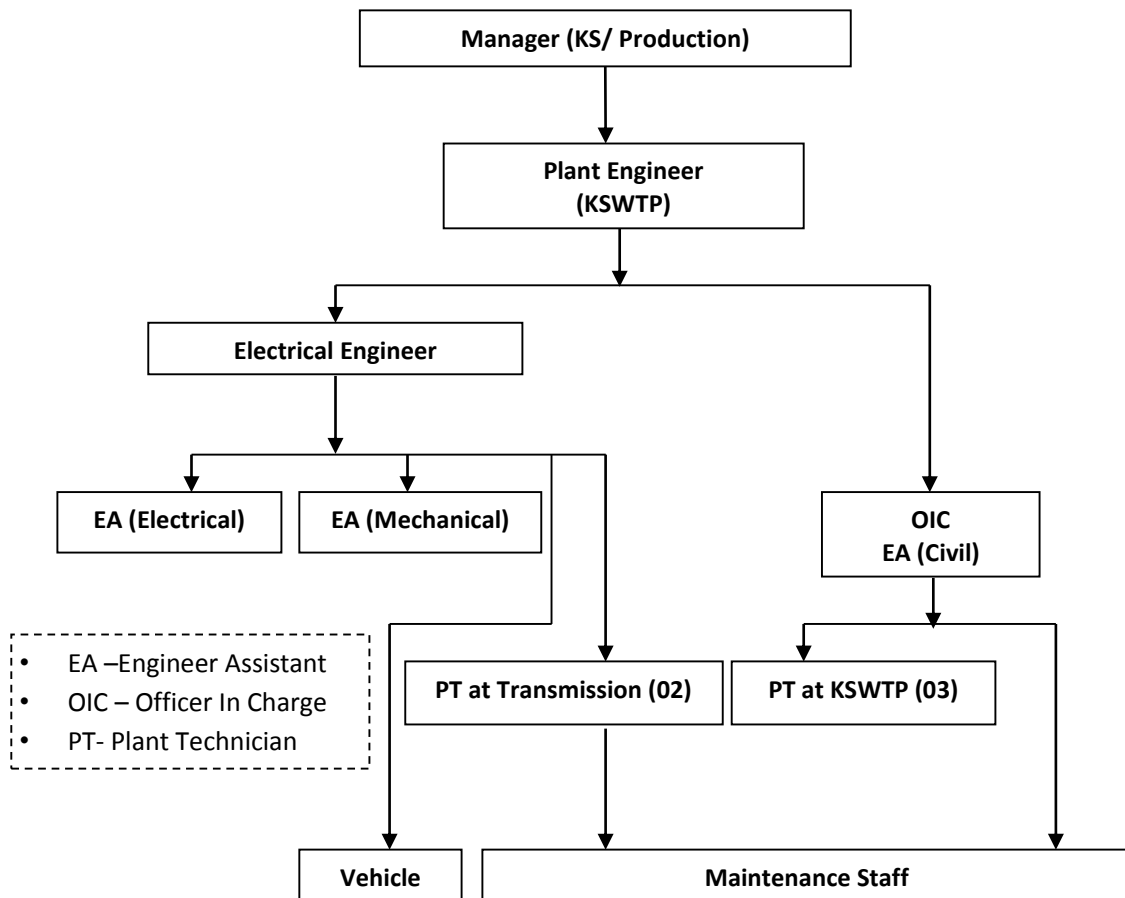 Manager (KS/ Production)
Plant Engineer
(KSWTP)
Electrical Engineer
EA (Electrical)
EA (Mechanical)
OIC
EA (Civil)
• EA –Engineer Assistant
• OIC – Officer In Charge
• PT- Plant Technician
PT at Transmission (02)
PT at KSWTP (03)
Vehicle
Maintenance Staff